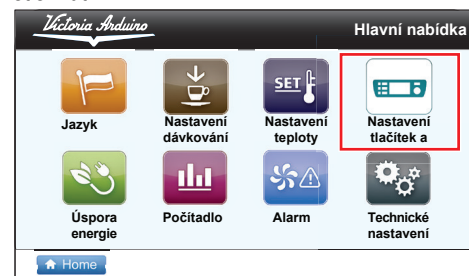 Victoria Arduino
Hlavní nabídka
SET
Jazyk
Nastavení
dávkování
Nastavení
teploty
Nastavení
tlačítek a
Úspora
energie
Počítadlo
Alarm
Technické
nastavení
Home